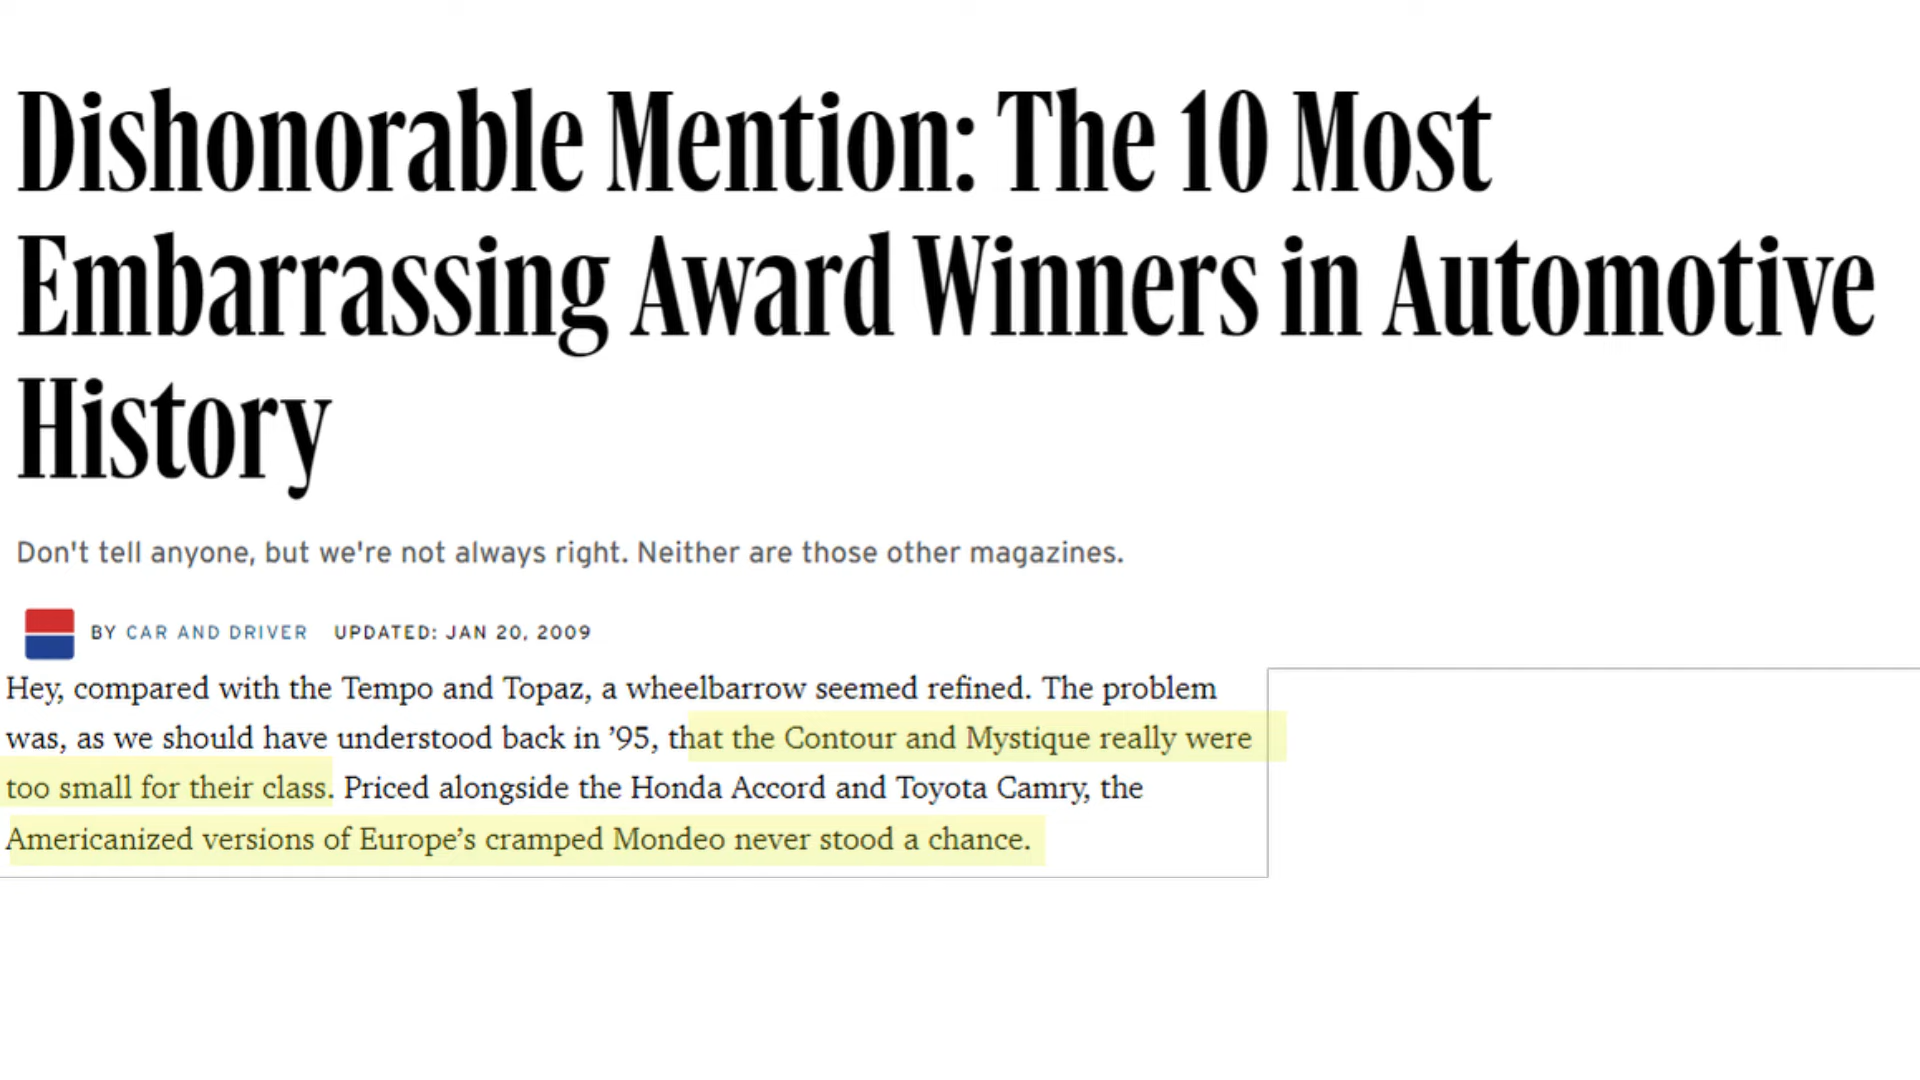 Dishonorable Mention: The 10 Most
Embarrassing Award Winners in Automotive
History
Don't tell anyone, but we're not always right. Neither are those other magazines.
BY CAR AND DRIVER UPDATED: JAN 20, 2009
Hey, compared with the Tempo and Topaz, a wheelbarrow seemed refined. The problem
was, as we should have understood back in ’95, that the Contour and Mystique really were
too small for their class. Priced alongside the Honda Accord and Toyota Camry, the
Americanized versions of Europe’s cramped Mondeo never stood a chance.